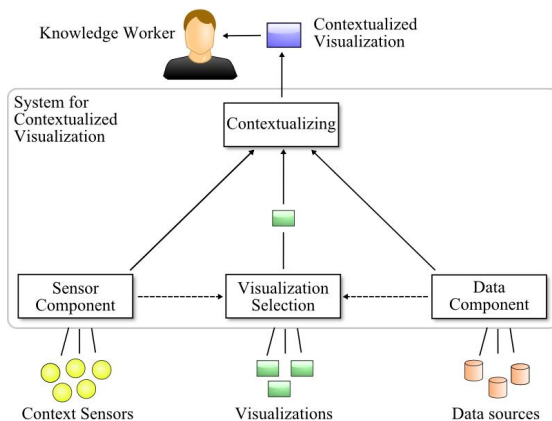 Knowledge Worker
Contextualized
Visualization
System for
Contextualized
Visualization
Contextualizing
Sensor
Component
Visualization
Selection
Data
Component
Context Sensors
Visualizations
Data sources